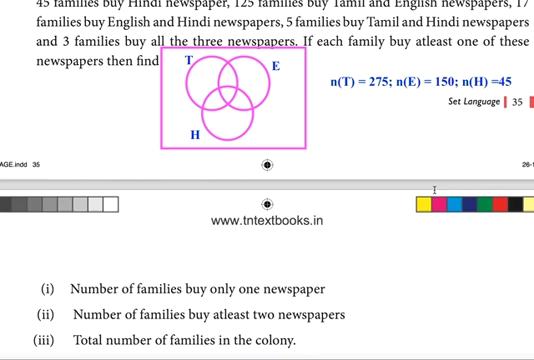 45 families buy Hindi newspaper, 125 families buy Tamil and English newspapers, 17
families buy English and Hindi newspapers, 5 families buy Tamil and Hindi newspapers
and 3 families buy all the three newspapers. If each family buy atleast one of these
newspapers then find
T
E
H
n(T) = 275; n(E) = 150; n(H) =45
Set Language 35
AGE.indd 35
26-1
www.tntextbooks.in
(i) Number of families buy only one newspaper
(ii) Number of families buy atleast two newspapers
(iii) Total number of families in the colony.